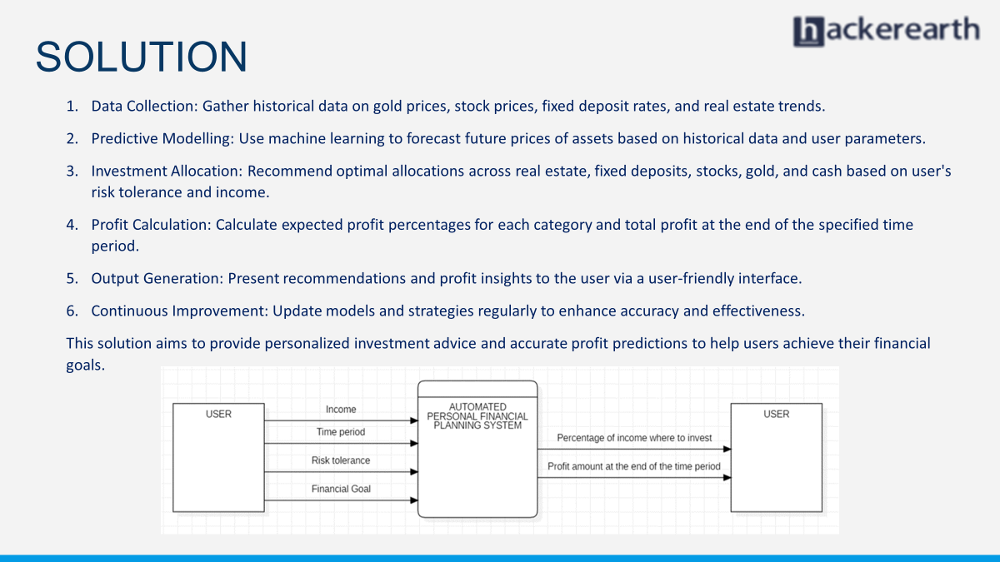 hackerearth
SOLUTION
1. Data Collection: Gather historical data on gold prices, stock prices, fixed deposit rates, and real estate trends.
2. Predictive Modelling: Use machine learning to forecast future prices of assets based on historical data and user parameters.
3. Investment Allocation: Recommend optimal allocations across real estate, fixed deposits, stocks, gold, and cash based on user's
risk tolerance and income.
4. Profit Calculation: Calculate expected profit percentages for each category and total profit at the end of the specified time
period.
5. Output Generation: Present recommendations and profit insights to the user via a user-friendly interface.
6. Continuous Improvement: Update models and strategies regularly to enhance accuracy and effectiveness.
This solution aims to provide personalized investment advice and accurate profit predictions to help users achieve their financial
goals.
USER
Income
Time period
Risk tolerance
Financial Goal
AUTOMATED
PERSONAL FINANCIAL
PLANNING SYSTEM
Percentage of income where to invest
Profit amount at the end of the time period
USER